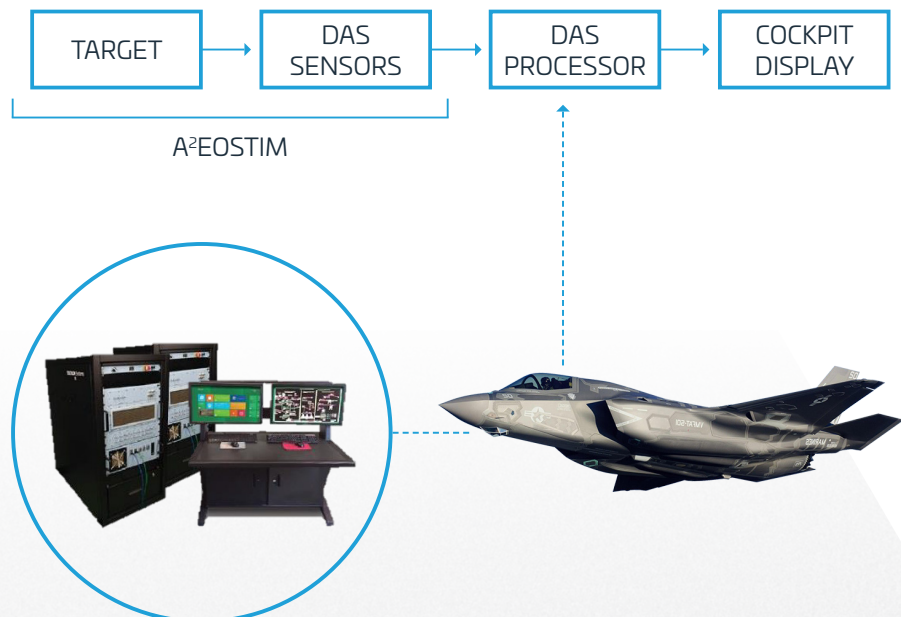 TARGET
DAS
SENSORS
DAS
PROCESSOR
COCKPIT
DISPLAY
A²EOSTIM